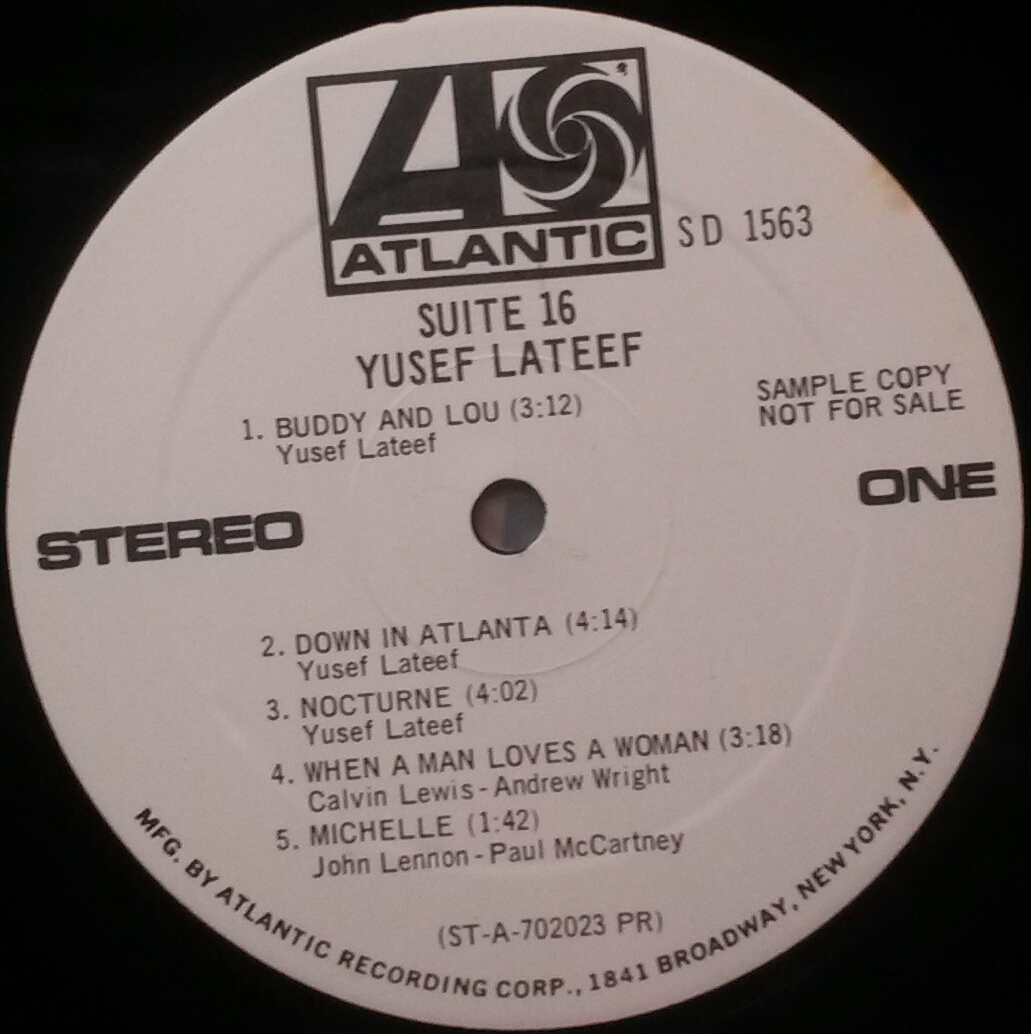 ATLANTIC
SD 1563
SUITE 16
YUSEF LATEEF
1. BUDDY AND LOU (3:12)
Yusef Lateef
SAMPLE COPY
NOT FOR SALE
STEREO
ONE
2. DOWN IN ATLANTA (4:14)
Yusef Lateef
3. NOCTURNE (4:02)
Yusef Lateef
4. WHEN A MAN LOVES A WOMAN (3:18)
Calvin Lewis - Andrew Wright
5. MICHELLE (1:42)
John Lennon - Paul McCartney
(ST-A-702023 PR)
MFG. BY ATLANTIC RECORDING CORP., 1841 BROADWAY, NEW YORK, N.Y.